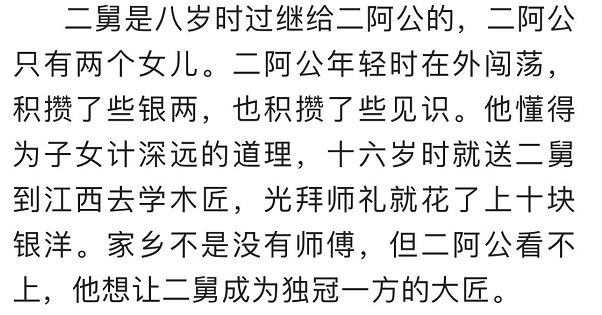 二舅是八岁时过继给二阿公的，二阿公
只有两个女儿。二阿公年轻时在外闯荡，
积攒了些银两，也积攒了些见识。他懂得
为子女计深远的道理，十六岁时就送二舅
到江西去学木匠，光拜师礼就花了上十块
银洋。家乡不是没有师傅，但二阿公看不
上，他想让二舅成为独冠一方的大匠。